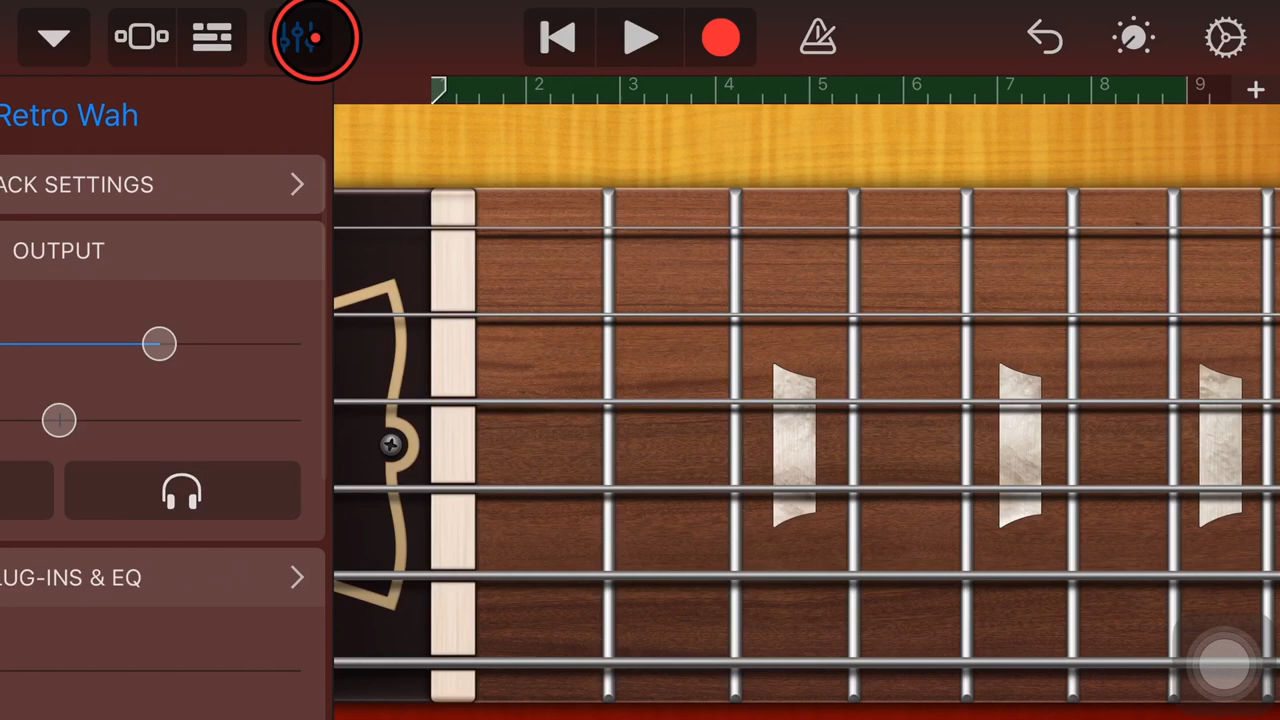 2 3 4 5 6 7 8 9 +
Retro Wah
ACK SETTINGS
OUTPUT
LUG-INS & EQ